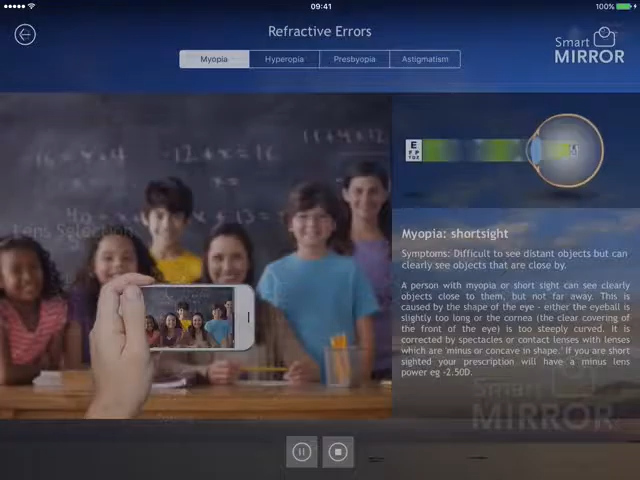 09:41
100%
Refractive Errors
Smart
MIRROR
Myopia
Hyperopia
Presbyopia
Astigmatism
-12 + x = 16
x =
Lens Selection
E
F P
TOZ
Myopia: shortsight
Symptoms: Difficult to see distant objects but can
clearly see objects that are close by.
A person with myopia or short sight can see clearly
objects close to them, but not far away. This is
caused by the shape of the eye - either the eyeball is
slightly too long or the cornea (the clear covering of
the front of the eye) is too steeply curved. It is
corrected by spectacles or contact lenses with lenses
which are 'minus or concave in shape.' If you are short
sighted your prescription will have a minus lens
power eg -2.50D.
Smart
MIRROR